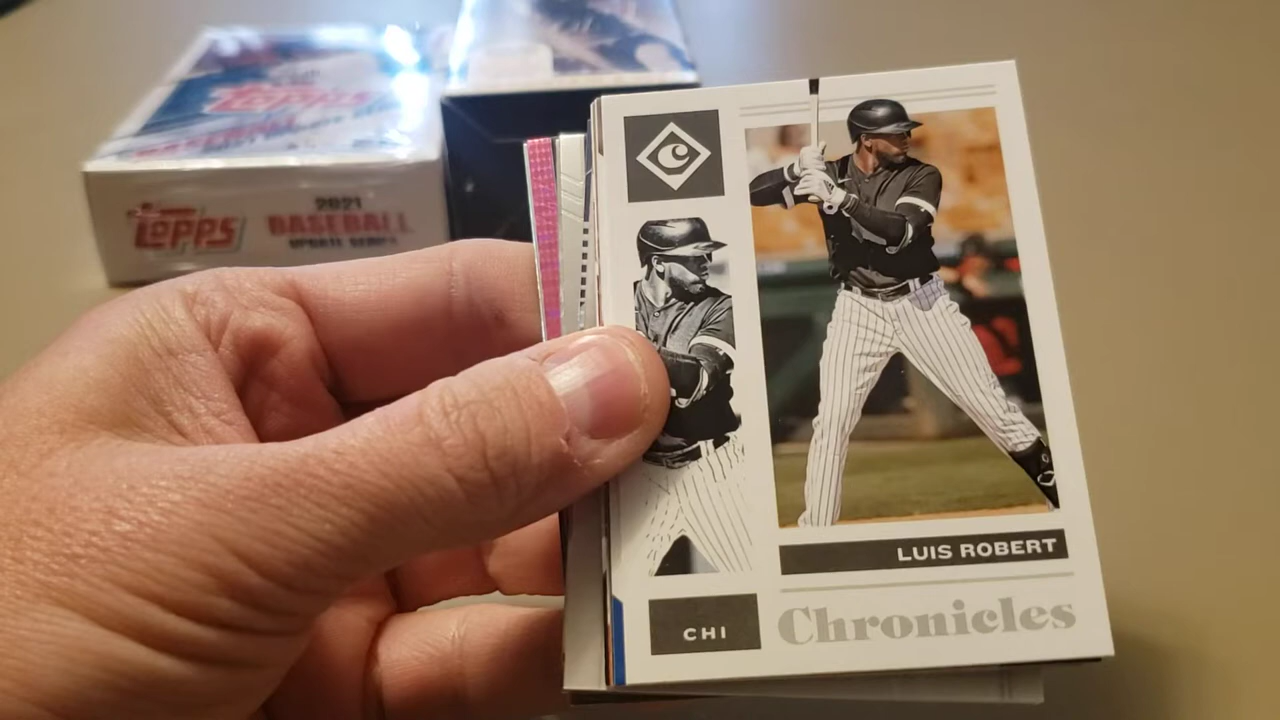 Topps
Topps
2021
BASEBALL
UPDATE SERIES
C
LUIS ROBERT
CHI
Chronicles